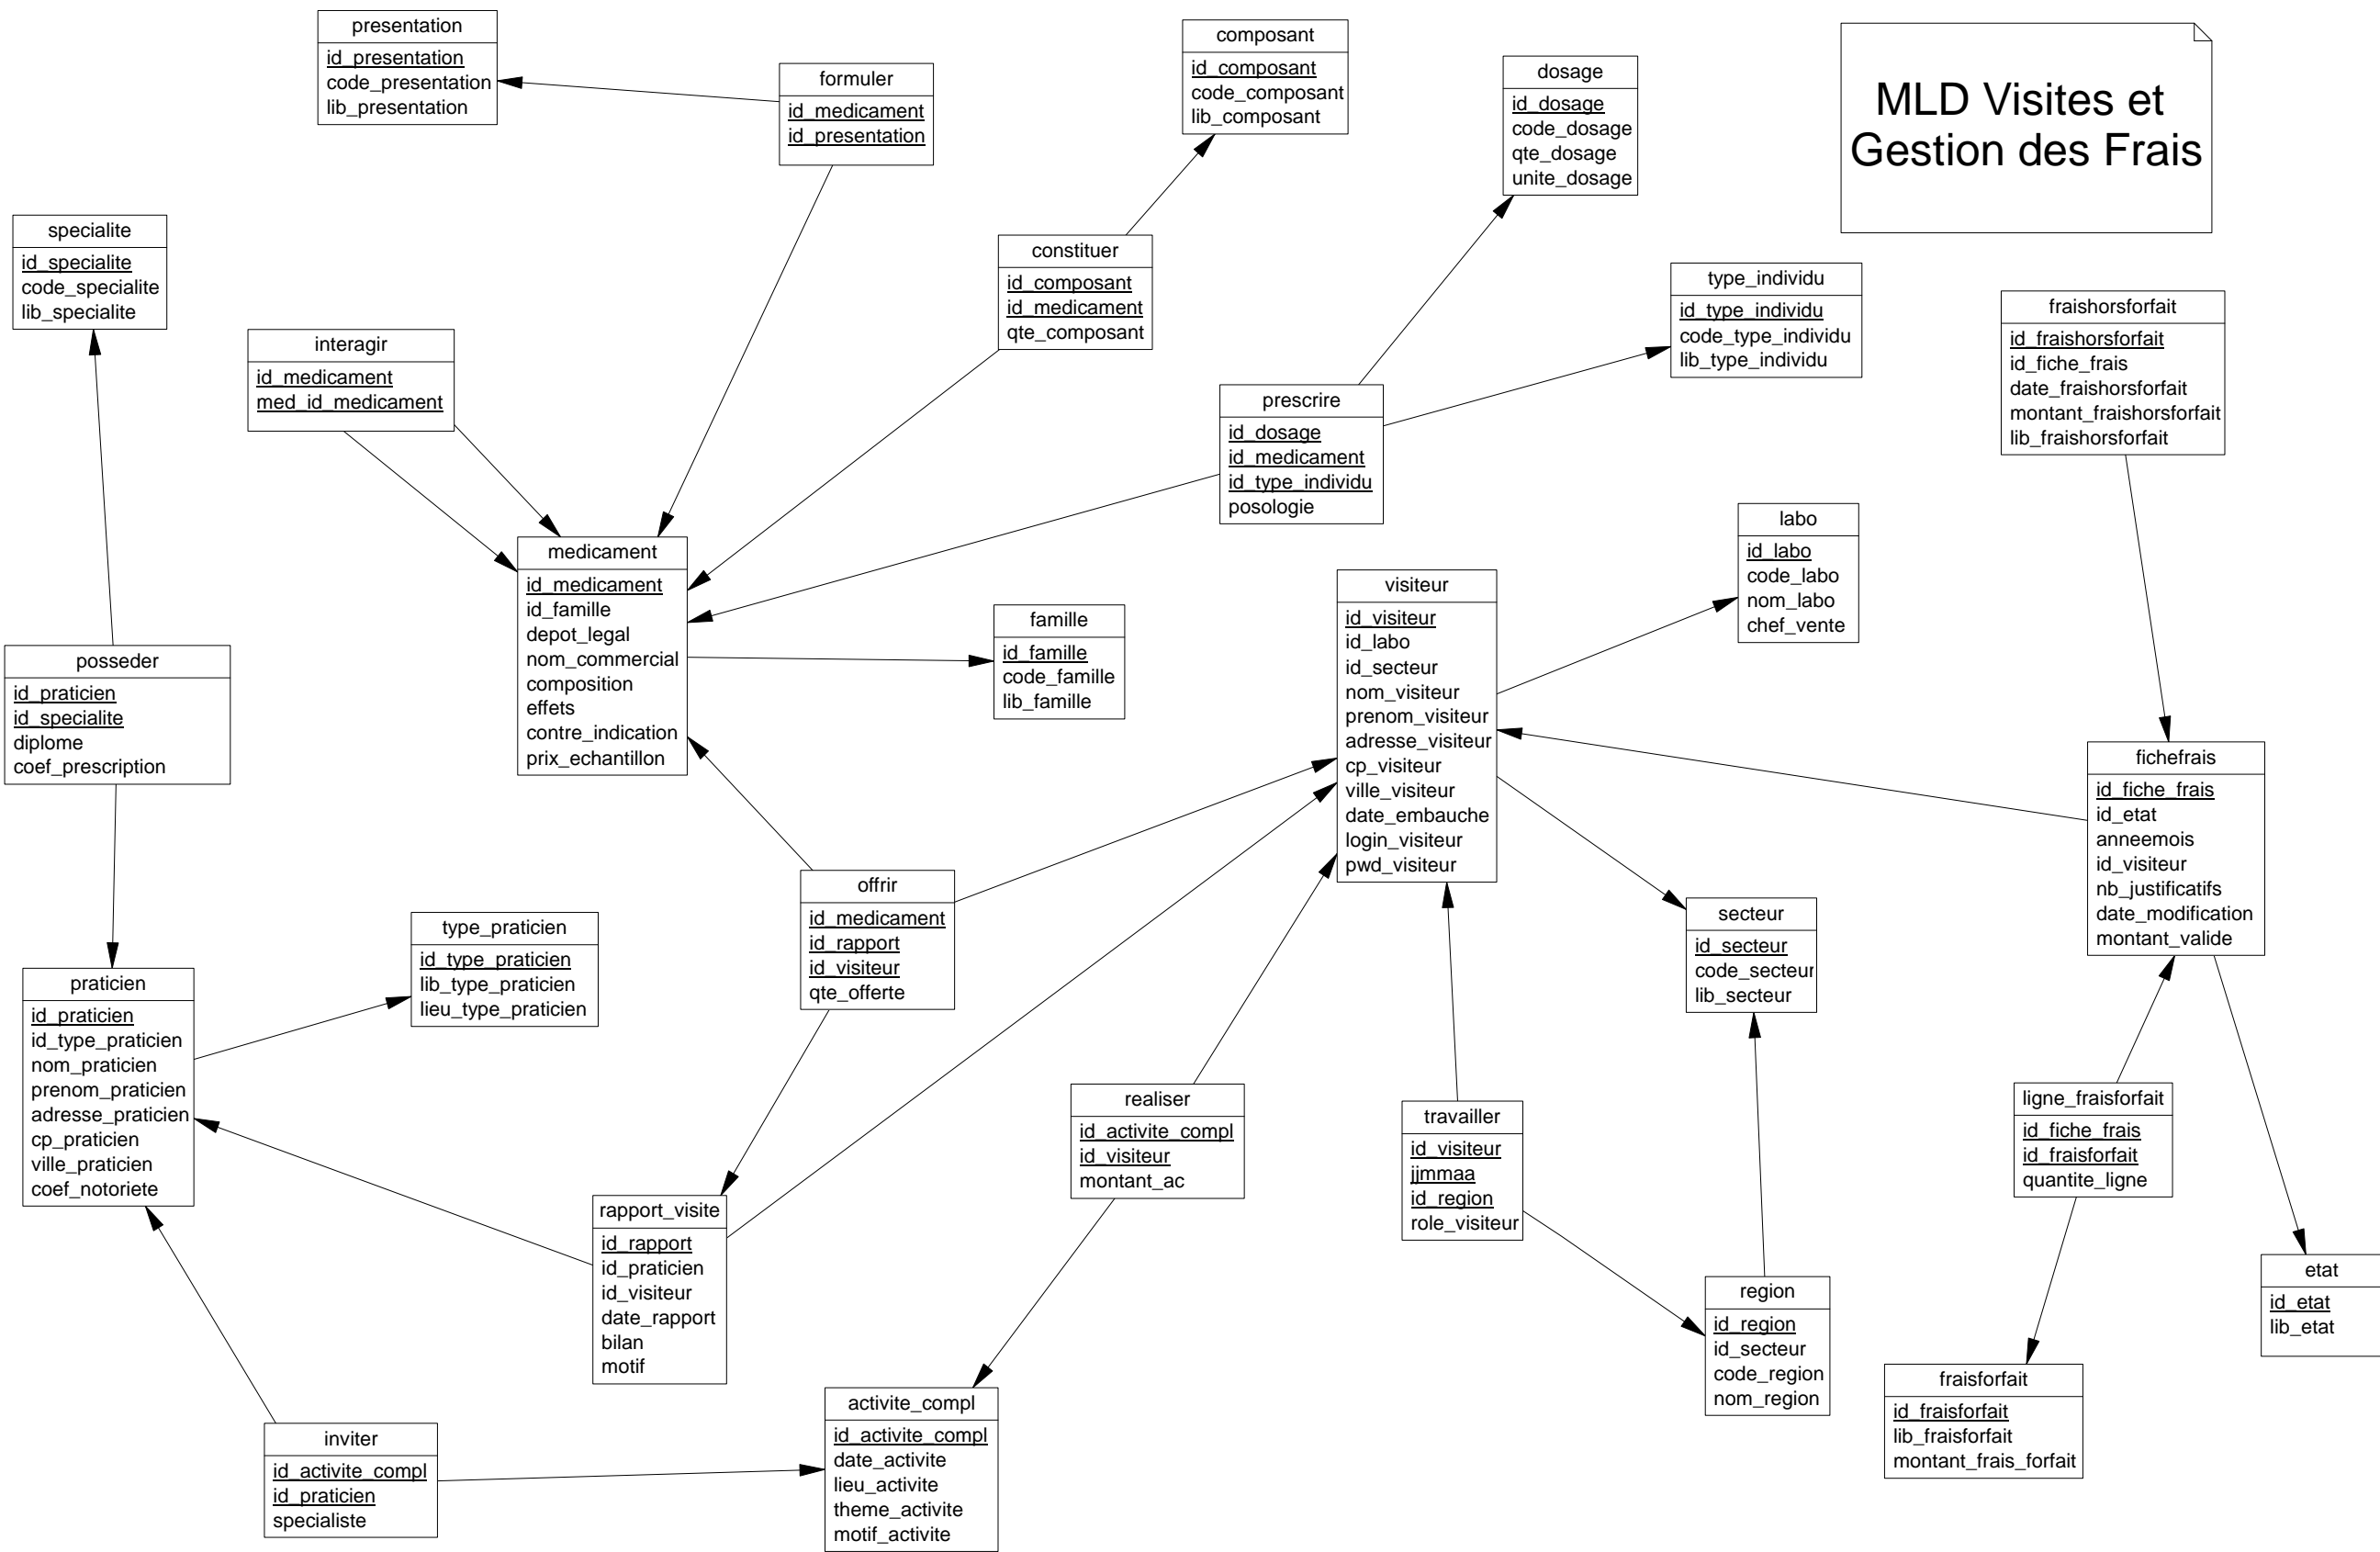 presentation
id_presentation
code_presentation
lib_presentation
formuler
id_medicament
id_presentation
composant
id_composant
code_composant
lib_composant
dosage
id_dosage
code_dosage
qte_dosage
unite_dosage
MLD Visites et
Gestion des Frais
specialite
id_specialite
code_specialite
lib_specialite
interagir
id_medicament
med_id_medicament
constituer
id_composant
id_medicament
qte_composant
type_individu
id_type_individu
code_type_individu
lib_type_individu
fraishorsforfait
id_fraishorsforfait
id_fiche_frais
date_fraishorsforfait
montant_fraishorsforfait
lib_fraishorsforfait
prescrire
id_dosage
id_medicament
id_type_individu
posologie
medicament
id_medicament
id_famille
depot_legal
nom_commercial
composition
effets
contre_indication
prix_echantillon
famille
id_famille
code_famille
lib_famille
visiteur
id_visiteur
id_labo
id_secteur
nom_visiteur
prenom_visiteur
adresse_visiteur
cp_visiteur
ville_visiteur
date_embauche
login_visiteur
pwd_visiteur
labo
id_labo
code_labo
nom_labo
chef_vente
posseder
id_praticien
id_specialite
diplome
coef_prescription
fichefrais
id_fiche_frais
id_etat
anneemois
id_visiteur
nb_justificatifs
date_modification
montant_valide
offrir
id_medicament
id_rapport
id_visiteur
qte_offerte
type_praticien
id_type_praticien
lib_type_praticien
lieu_type_praticien
secteur
id_secteur
code_secteur
lib_secteur
praticien
id_praticien
id_type_praticien
nom_praticien
prenom_praticien
adresse_praticien
cp_praticien
ville_praticien
coef_notoriete
realiser
id_activite_compl
id_visiteur
montant_ac
travailler
id_visiteur
jjmmaa
id_region
role_visiteur
ligne_fraisforfait
id_fiche_frais
id_fraisforfait
quantite_ligne
rapport_visite
id_rapport
id_praticien
id_visiteur
date_rapport
bilan
motif
region
id_region
id_secteur
code_region
nom_region
etat
id_etat
lib_etat
fraisforfait
id_fraisforfait
lib_fraisforfait
montant_frais_forfait
activite_compl
id_activite_compl
date_activite
lieu_activite
theme_activite
motif_activite
inviter
id_activite_compl
id_praticien
specialiste